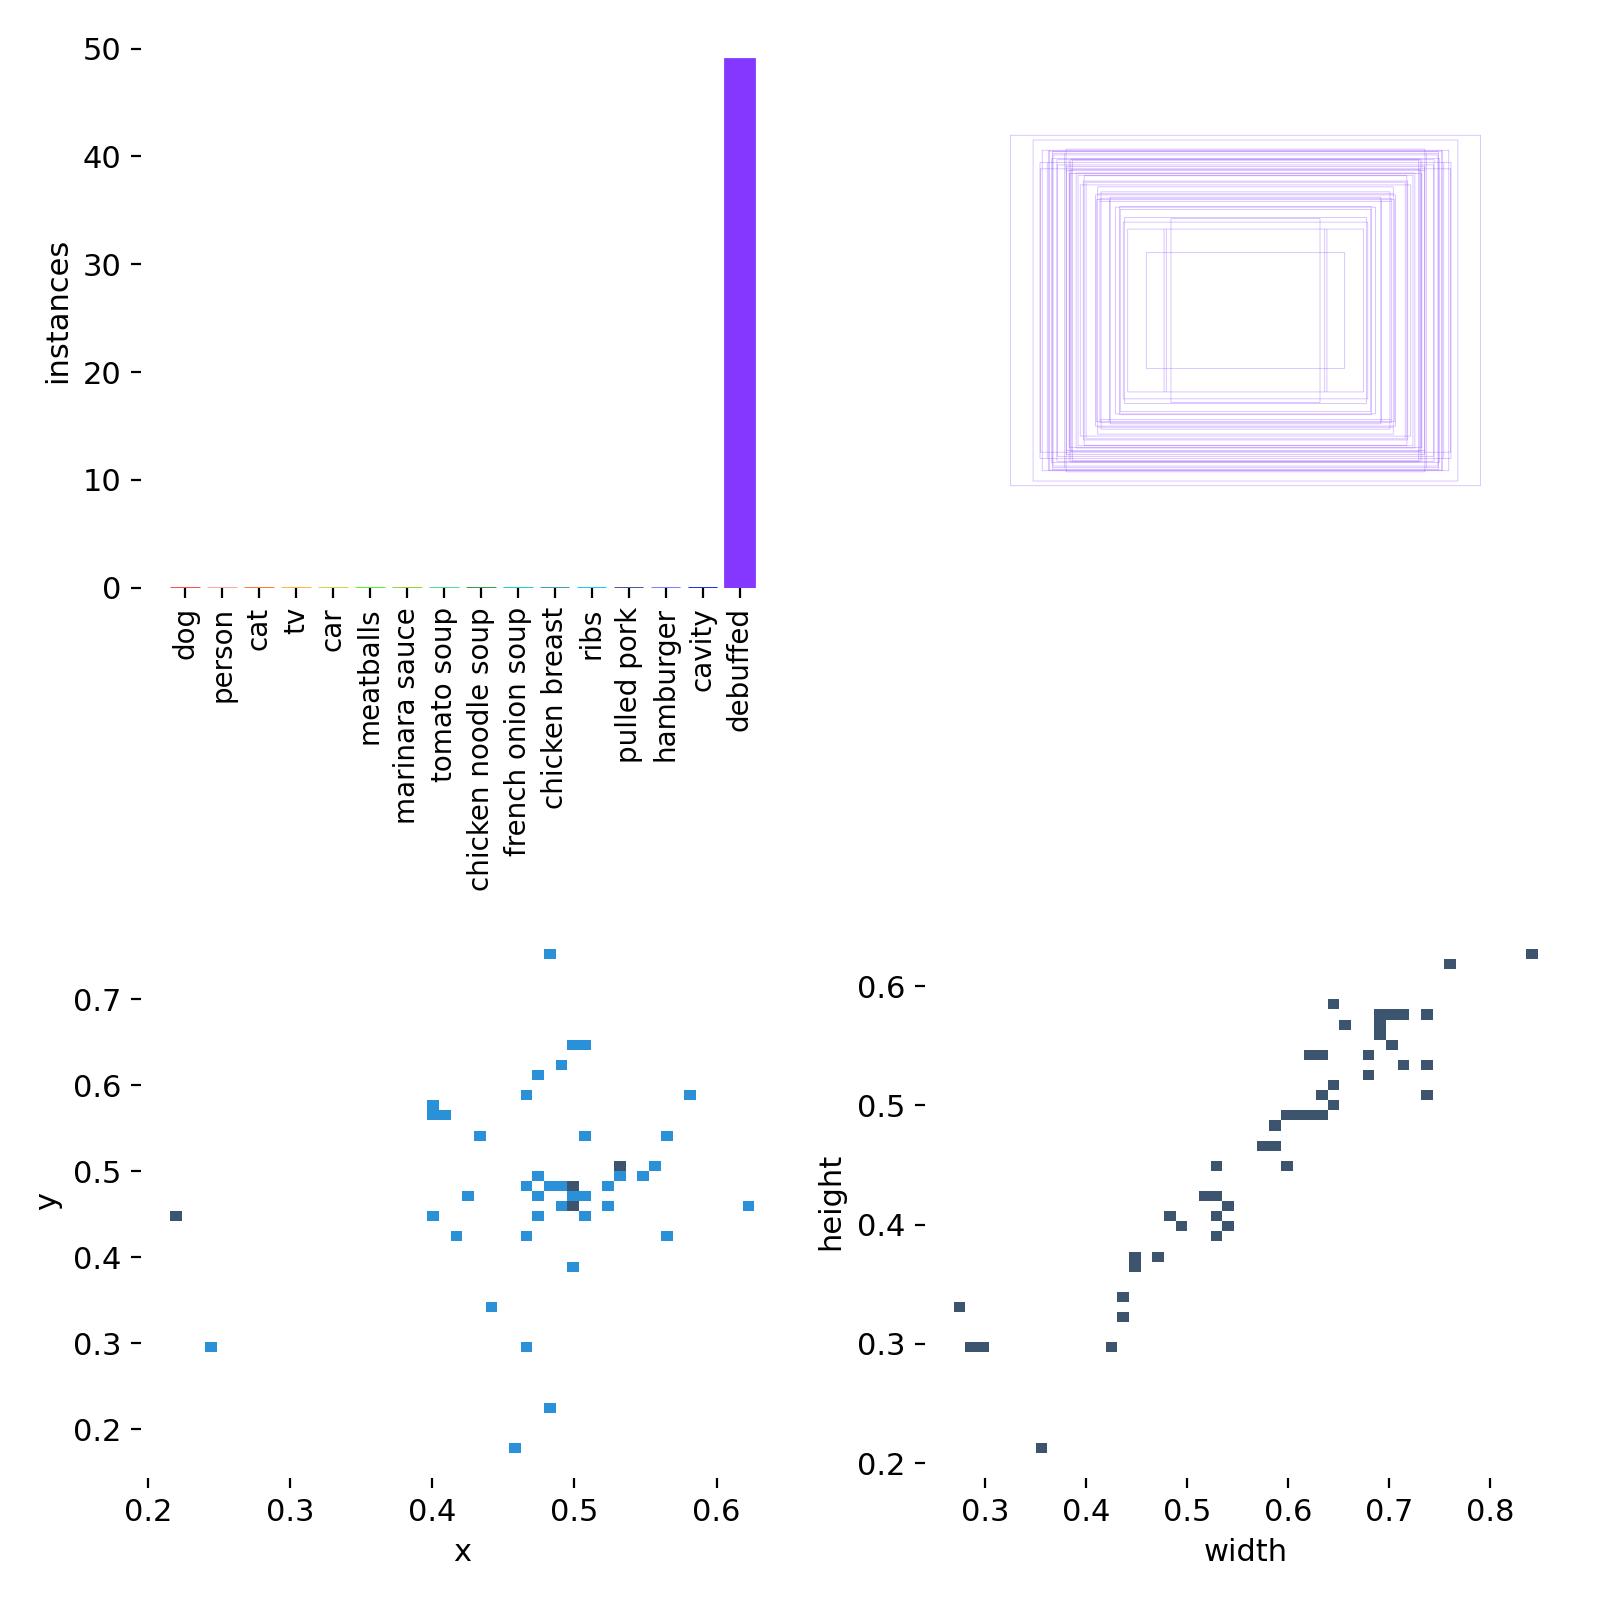 50
40
30
20
10
0
instances
dog
person
cat
tv
car
meatballs
marinara sauce
tomato soup
chicken noodle soup
french onion soup
chicken breast
ribs
pulled pork
hamburger
cavity
debuffed
0.7
0.6
0.5
0.4
0.3
0.2
y
0.2
0.3
0.4
0.5
0.6
x
0.6
0.5
0.4
0.3
0.2
height
0.3
0.4
0.5
0.6
0.7
0.8
width